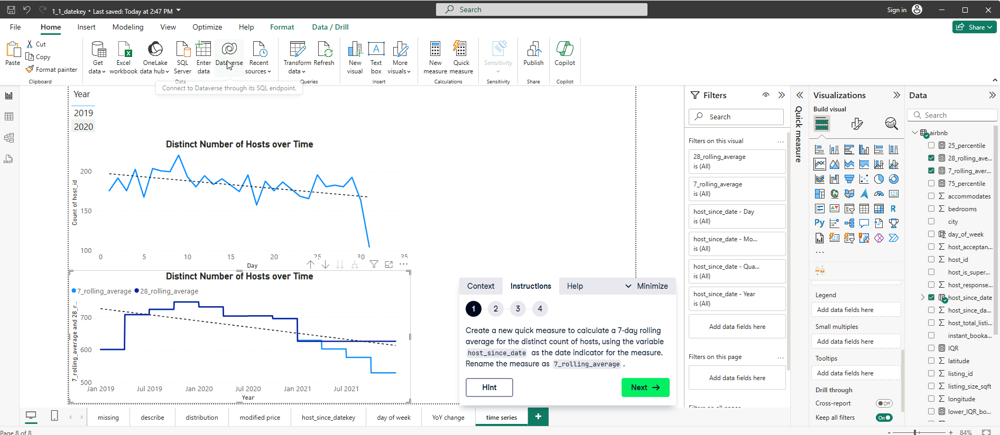 1_1_datekey • Last saved: Today at 2:47 PM
Search
Sign in
File
Home
Insert
Modeling
View
Optimize
Help
Format
Data / Drill
Share
Paste
Cut
Copy
Format painter
Clipboard
Get data
Excel workbook
OneLake data hub
SQL Server
Enter data
Dataverse
Recent sources
Data
Transform data
Refresh
Queries
New visual
Text box
More visuals
Insert
New measure
Quick measure
Calculations
Sensitivity
Sensitivity
Publish
Share
Copilot
Copilot
Connect to Dataverse through its SQL endpoint.
Year
2019
2020
Distinct Number of Hosts over Time
Count of host_id
200
150
100
0
5
10
15
20
25
30
35
Day
Distinct Number of Hosts over Time
7_rolling_average
28_rolling_average
7_rolling_average and 28_r...
700
600
500
Jan 2019
Jul 2019
Jan 2020
Jul 2020
Jan 2021
Jul 2021
Year
Context
Instructions
Help
Minimize
1
2
3
4
Create a new quick measure to calculate a 7-day rolling
average for the distinct count of hosts, using the variable
host_since_date as the date indicator for the measure.
Rename the measure as 7_rolling_average .
Hint
Next
Filters
Search
Filters on this visual
...
28_rolling_average
is (All)
7_rolling_average
is (All)
host_since_date - Day
is (All)
host_since_date - Mo...
is (All)
host_since_date - Qua...
is (All)
host_since_date - Year
is (All)
Add data fields here
Filters on this page
...
Add data fields here
Filters on all pages
Quick measure
Visualizations
Build visual
123
R
Py
...
Legend
Add data fields here
Small multiples
Add data fields here
Tooltips
Add data fields here
Drill through
Cross-report
Off
Keep all filters
On
Data
Search
airbnb
25_percentile
28_rolling_ave...
7_rolling_aver...
75_percentile
accommodates
bedrooms
city
day_of_week
host_acceptan...
host_id
host_is_super...
host_response...
host_since_date
host_since_da...
host_total_listi...
instant_booka...
IQR
latitude
listing_id
listing_size_sqft
longitude
lower_IQR_bo...
missing
describe
distribution
modified price
host_since_datekey
day of week
YoY change
time series
Page 8 of 8
84%